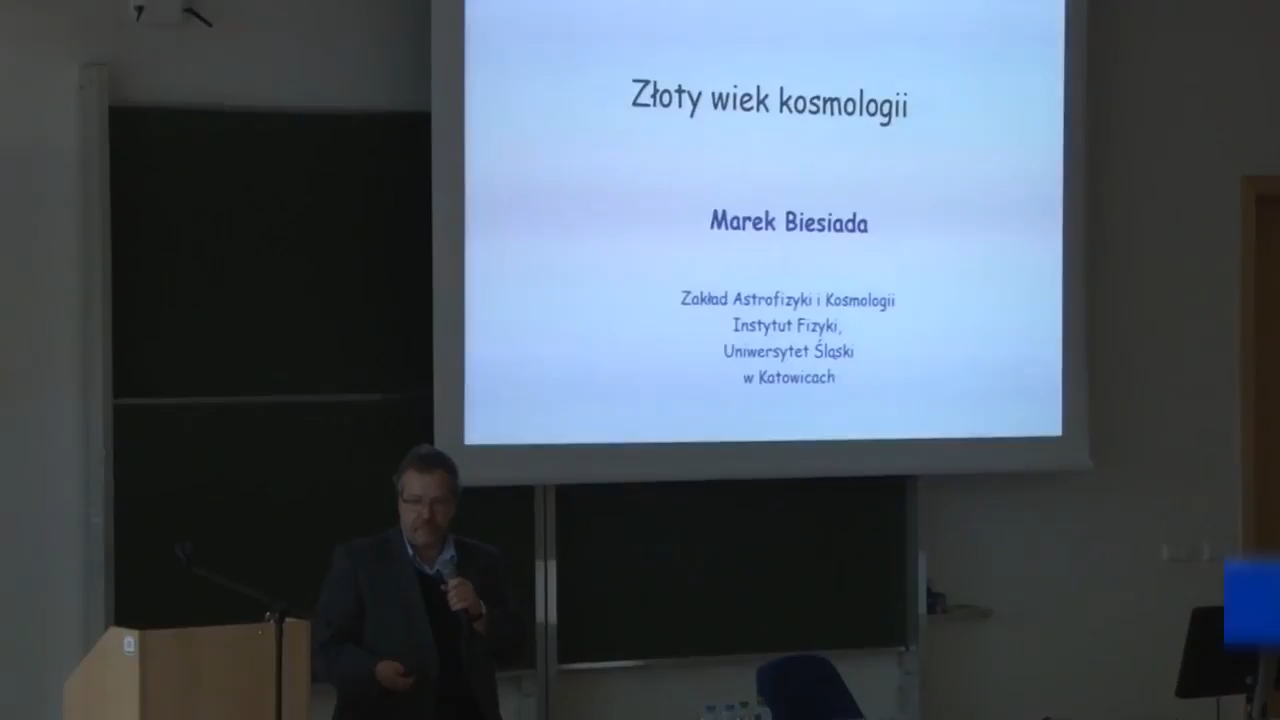 Złoty wiek kosmologii
Marek Biesiada
Zakład Astrofizyki i Kosmologii
Instytut Fizyki,
Uniwersytet Śląski
w Katowicach